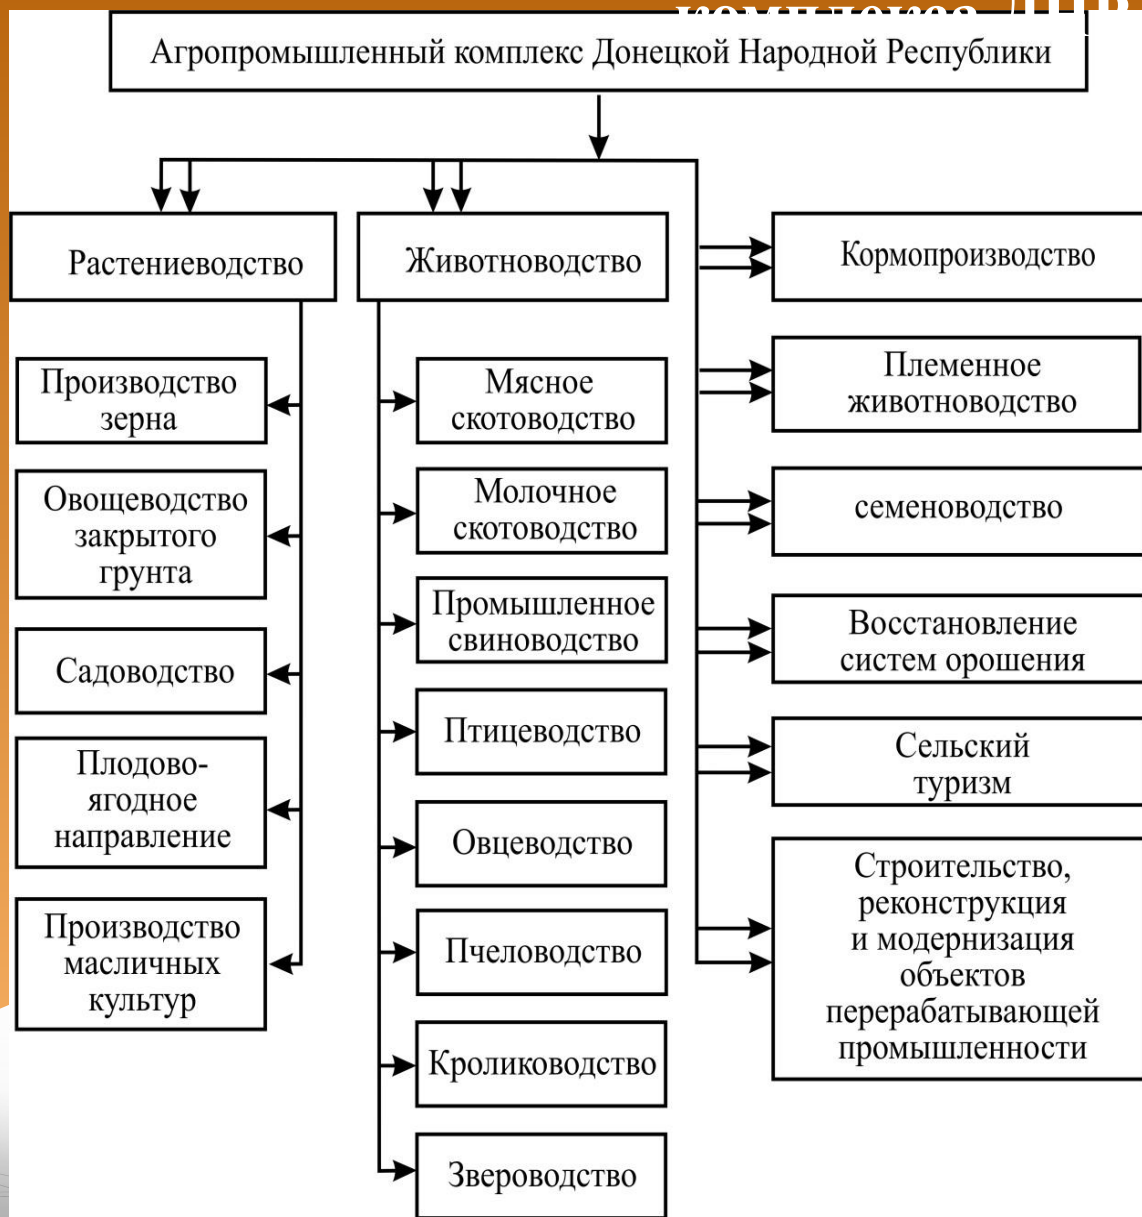 комплекса ДНР
Агропромышленный комплекс Донецкой Народной Республики
Растениеводство
Животноводство
Кормопроизводство
Производство
зерна
Овощеводство
закрытого
грунта
Садоводство
Плодово-
ягодное
направление
Производство
масличных
культур
Мясное
скотоводство
Молочное
скотоводство
Промышленное
свиноводство
Птицеводство
Овцеводство
Пчеловодство
Кролиководство
Звероводство
Племенное
животноводство
семеноводство
Восстановление
систем орошения
Сельский
туризм
Строительство,
реконструкция
и модернизация
объектов
перерабатывающей
промышленности